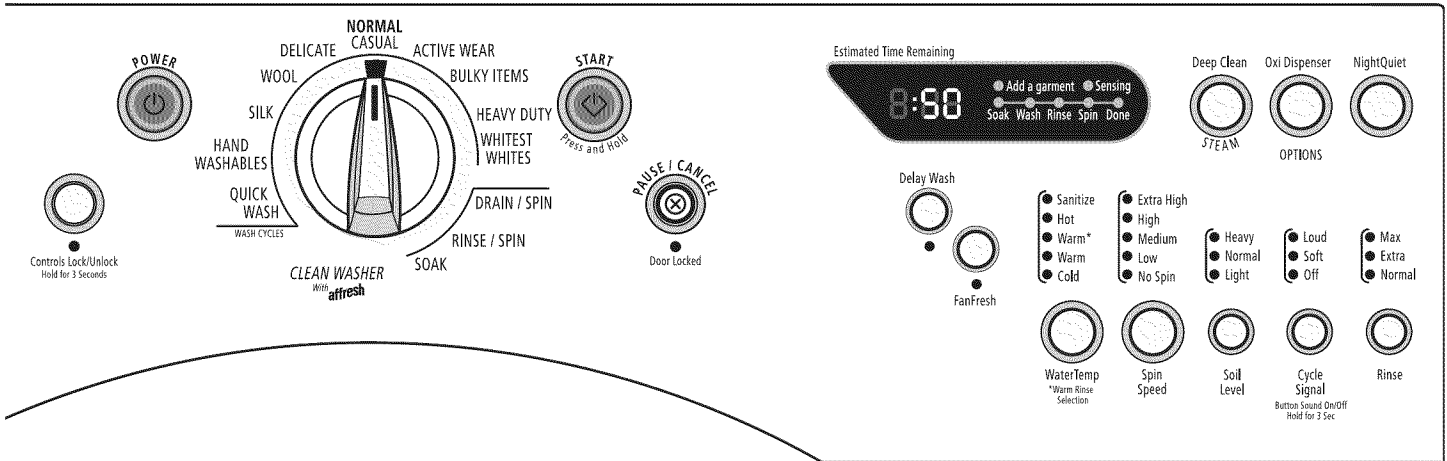 POWER
Controls Lock/Unlock
Hold for 3 Seconds
NORMAL
CASUAL
DELICATE
WOOL
SILK
HAND
WASHABLES
QUICK
WASH
WASH CYCLES
ACTIVE WEAR
BULKY ITEMS
HEAVY DUTY
WHITEST
WHITES
DRAIN / SPIN
RINSE / SPIN
SOAK
CLEAN WASHER
With affresh
START
Press and Hold
PAUSE / CANCEL
Door Locked
Estimated Time Remaining
:50
Add a garment Sensing
Soak Wash Rinse Spin Done
Deep Clean
STEAM
Oxi Dispenser
NightQuiet
OPTIONS
Delay Wash
FanFresh
Sanitize
Hot
Warm*
Warm
Cold
WaterTemp
*Warm Rinse
Selection
Extra High
High
Medium
Low
No Spin
Spin
Speed
Heavy
Normal
Light
Soil
Level
Loud
Soft
Off
Cycle
Signal
Button Sound On/Off
Hold for 3 Sec
Max
Extra
Normal
Rinse